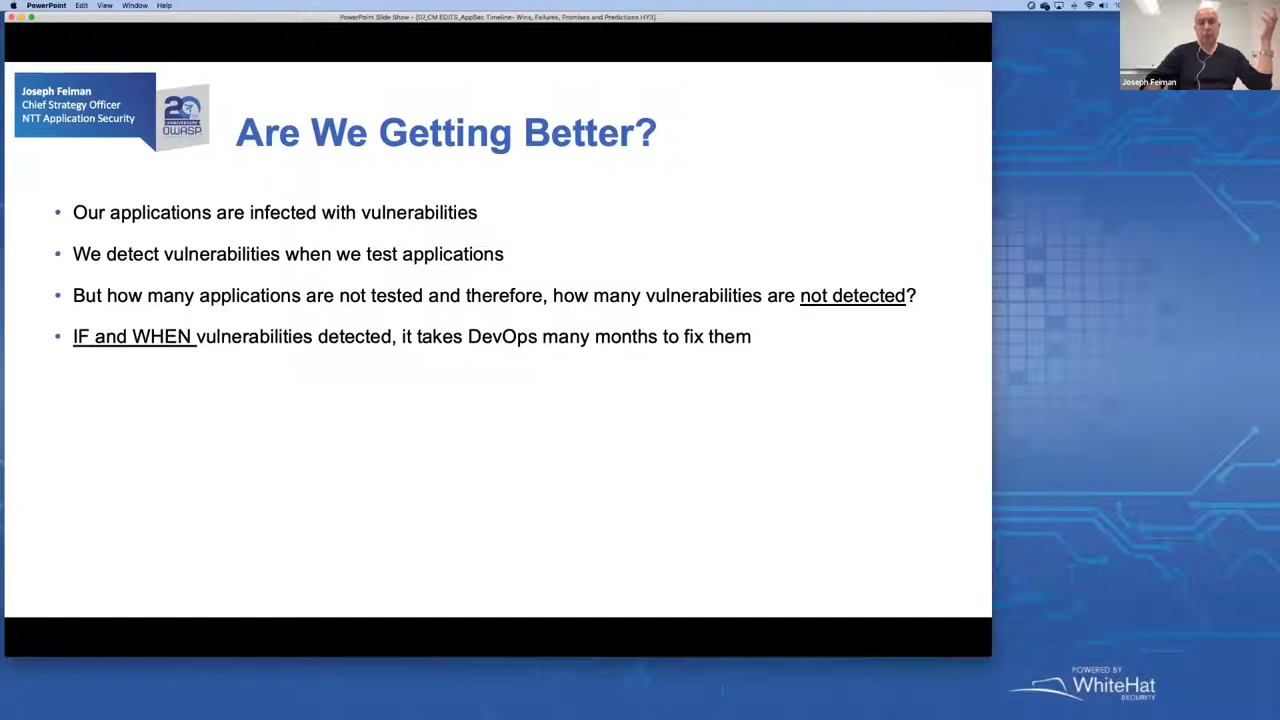 PowerPoint Edit View Window Help
PowerPoint Slide Show - [07_CM EDITS_AppSec Timeline- Wins, Failures, Promises and Predictions HY3]
Joseph Feiman
Joseph Feiman
Chief Strategy Officer
NTT Application Security
20
ANNIVERSARY
OWASP
Are We Getting Better?
• Our applications are infected with vulnerabilities
• We detect vulnerabilities when we test applications
• But how many applications are not tested and therefore, how many vulnerabilities are not detected?
• IF and WHEN vulnerabilities detected, it takes DevOps many months to fix them
POWERED BY
WhiteHat
SECURITY